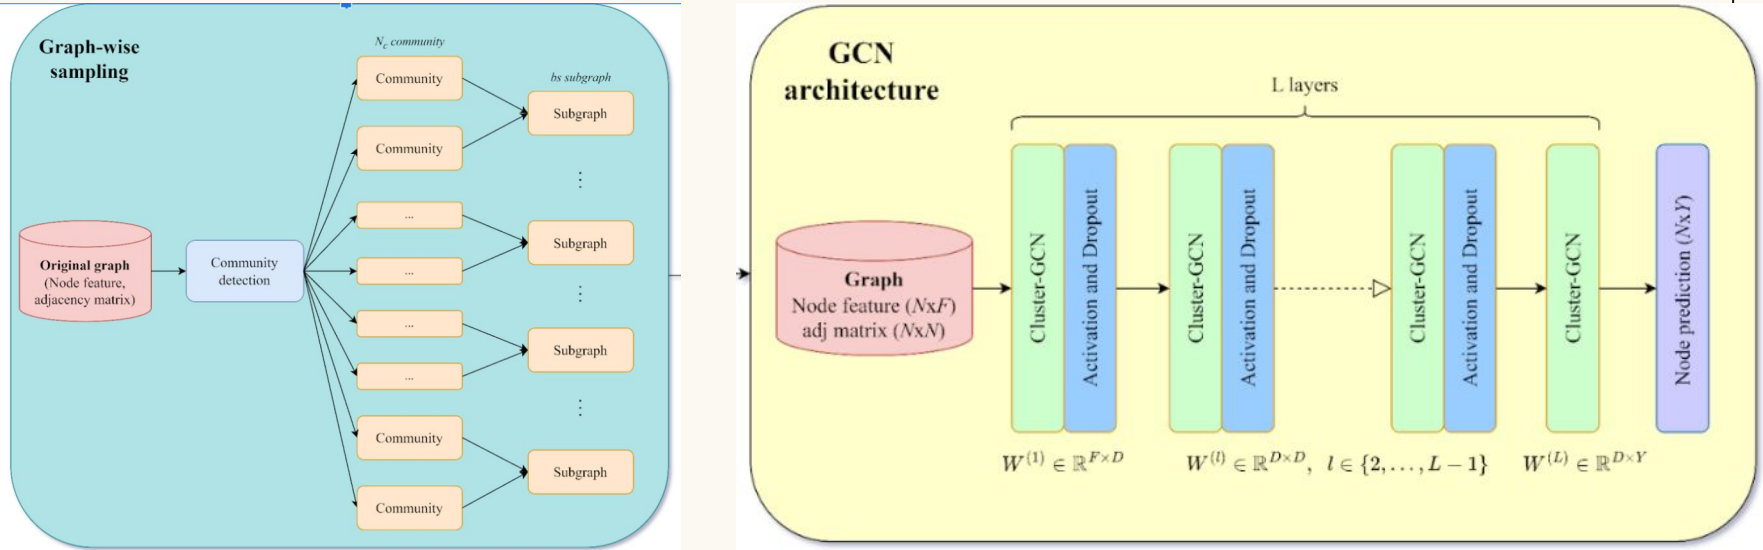 Graph-wise
sampling
N_c community
bs subgraph
Community
Subgraph
Community
⋮
...
Subgraph
Original graph
(Node feature,
adjacency matrix)
Community
detection
...
⋮
...
Subgraph
...
⋮
Community
Subgraph
Community
GCN
architecture
L layers
Graph
Node feature (NxF)
adj matrix (NxN)
Cluster-GCN
Activation and Dropout
Cluster-GCN
Activation and Dropout
Cluster-GCN
Activation and Dropout
Cluster-GCN
Node prediction (NxY)
W^{(1)} ∈ ℝ^{F×D}
W^{(l)} ∈ ℝ^{D×D}, l ∈ {2, . . . , L − 1}
W^{(L)} ∈ ℝ^{D×Y}